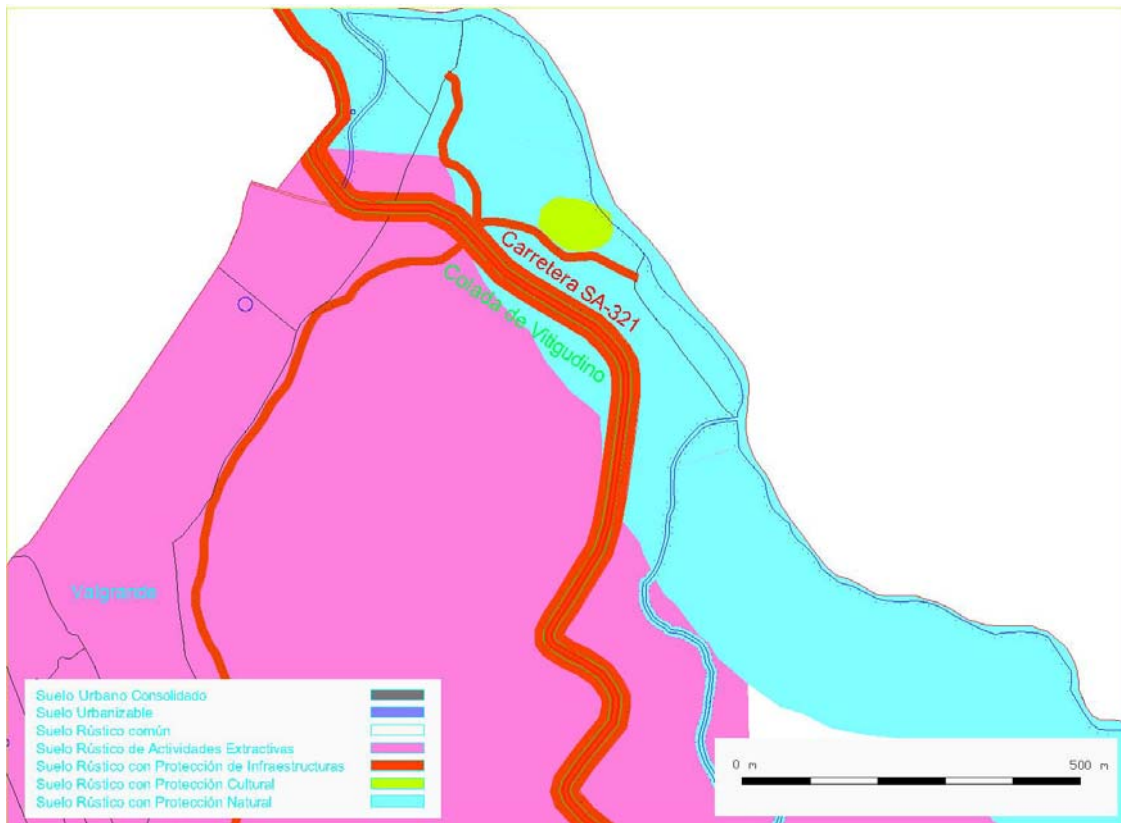 Carretera SA-321
Colada de Vitigudino
Valgrande
Suelo Urbano Consolidado
Suelo Urbanizable
Suelo Rústico común
Suelo Rústico de Actividades Extractivas
Suelo Rústico con Protección de Infraestructuras
Suelo Rústico con Protección Cultural
Suelo Rústico con Protección Natural
0 m 500 m